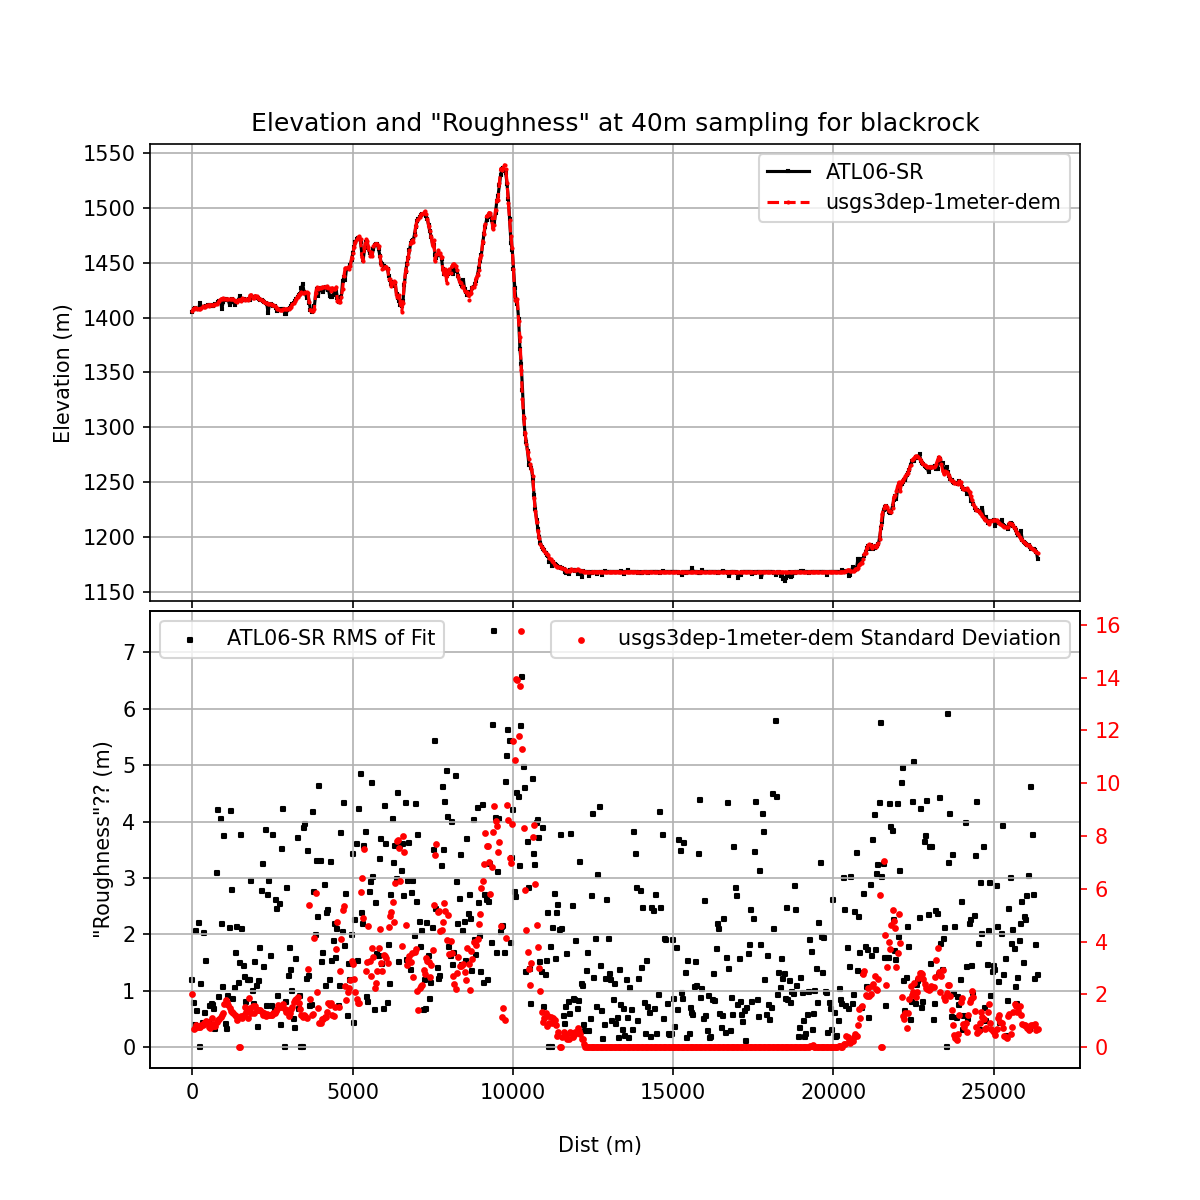 Elevation and "Roughness" at 40m sampling for blackrock
1550
1500
1450
1400
1350
1300
1250
1200
1150
Elevation (m)
ATL06-SR
usgs3dep-1meter-dem
7
6
5
4
3
2
1
0
"Roughness"?? (m)
ATL06-SR RMS of Fit
usgs3dep-1meter-dem Standard Deviation
16
14
12
10
8
6
4
2
0
0 5000 10000 15000 20000 25000
Dist (m)